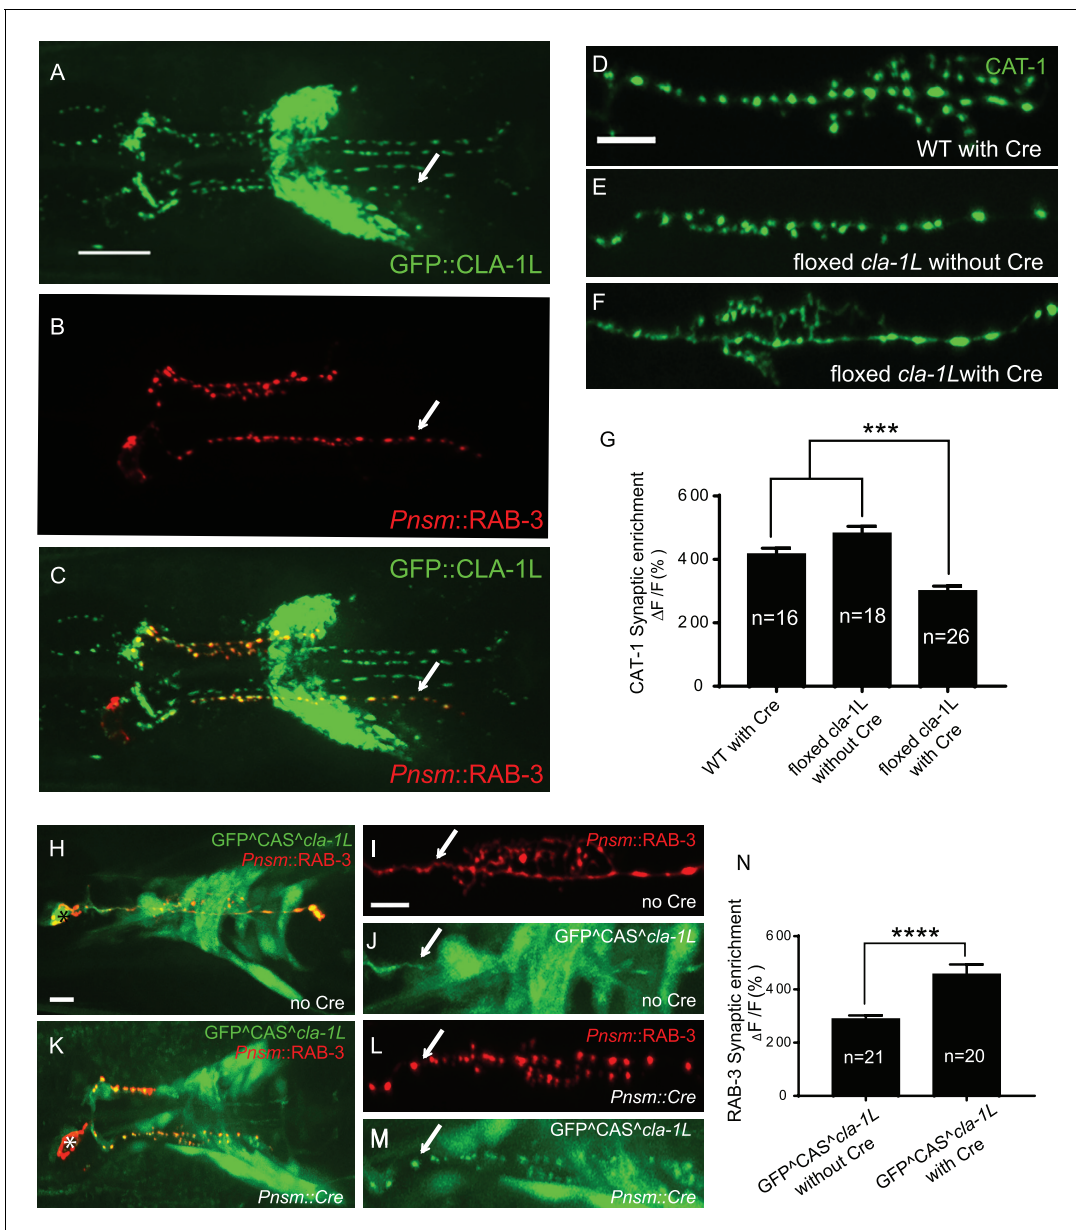 A
GFP::CLA-1L
B
Pnsm::RAB-3
C
GFP::CLA-1L
Pnsm::RAB-3
D
CAT-1
WT with Cre
E
floxed cla-1L without Cre
F
floxed cla-1Lwith Cre
G
***
CAT-1 Synaptic enrichment
ΔF /F (%)
600
400
200
0
n=16
n=18
n=26
WT with Cre
floxed cla-1L
without Cre
floxed cla-1L
with Cre
H
GFP^CAS^cla-1L
Pnsm::RAB-3
*
no Cre
I
Pnsm::RAB-3
no Cre
J
GFP^CAS^cla-1L
no Cre
K
GFP^CAS^cla-1L
Pnsm::RAB-3
*
Pnsm::Cre
L
Pnsm::RAB-3
Pnsm::Cre
M
GFP^CAS^cla-1L
Pnsm::Cre
N
****
RAB-3 Synaptic enrichment
ΔF /F (%)
600
400
200
0
n=21
n=20
GFP^CAS^cla-1L
without Cre
GFP^CAS^cla-1L
with Cre